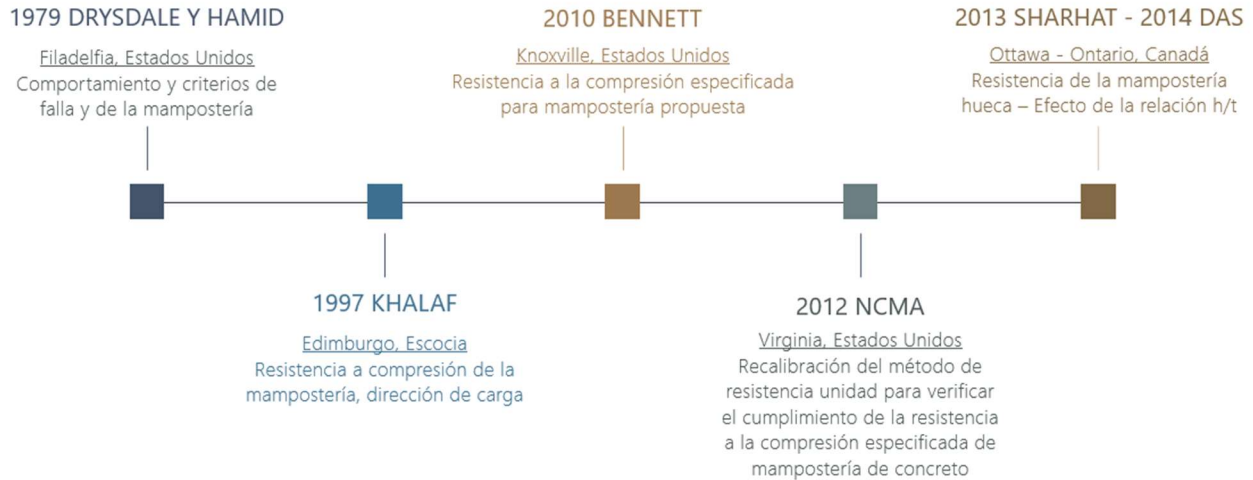 1979 DRYSDALE Y HAMID
Filadelfia, Estados Unidos
Comportamiento y criterios de
falla y de la mampostería
1997 KHALAF
Edimburgo, Escocia
Resistencia a compresión de la
mampostería, dirección de carga
2010 BENNETT
Knoxville, Estados Unidos
Resistencia a la compresión especificada
para mampostería propuesta
2012 NCMA
Virginia, Estados Unidos
Recalibración del método de
resistencia unidad para verificar
el cumplimiento de la resistencia
a la compresión especificada de
mampostería de concreto
2013 SHARHAT - 2014 DAS
Ottawa - Ontario, Canadá
Resistencia de la mampostería
hueca – Efecto de la relación h/t